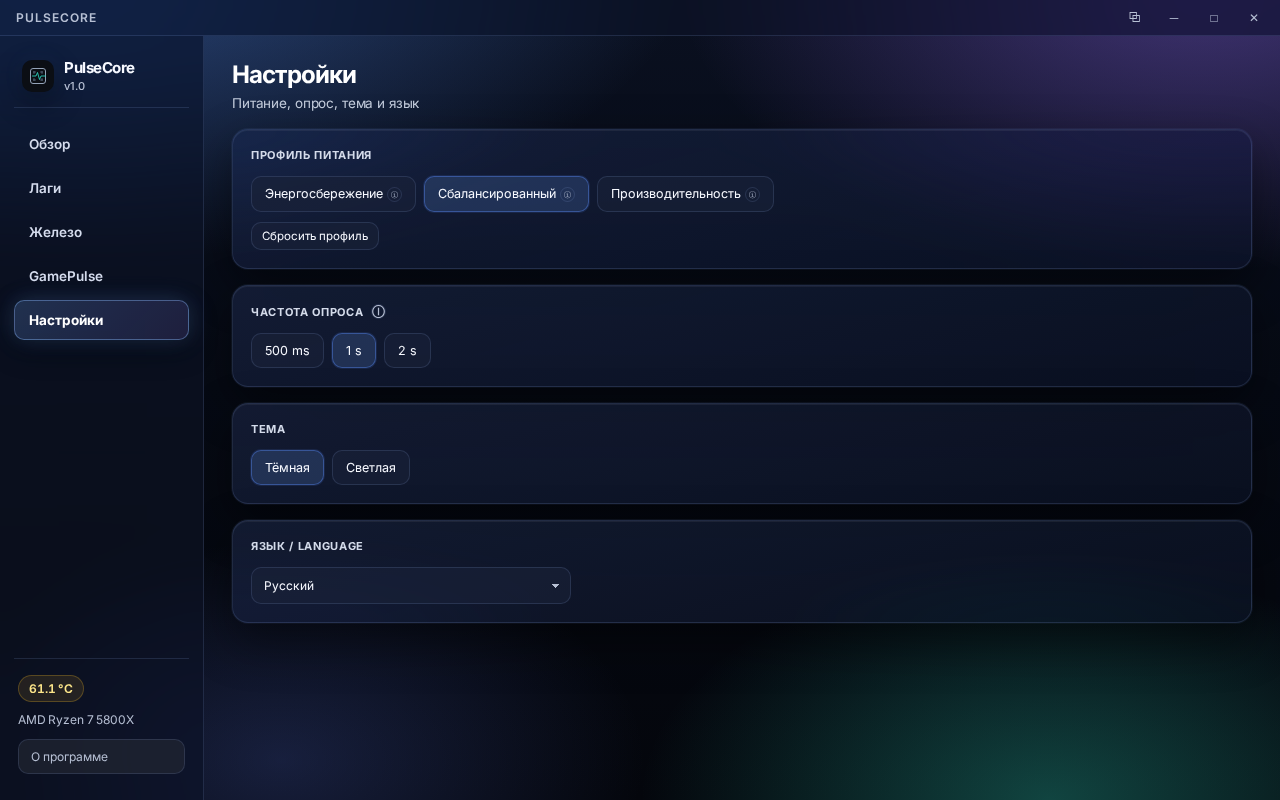 PULSECORE
PulseCore
v1.0
Обзор
Лаги
Железо
GamePulse
Настройки
61.1 °C
AMD Ryzen 7 5800X
О программе
Настройки
Питание, опрос, тема и язык
ПРОФИЛЬ ПИТАНИЯ
Энергосбережение ⓘ Сбалансированный ⓘ Производительность ⓘ
Сбросить профиль
ЧАСТОТА ОПРОСА ⓘ
500 ms 1 s 2 s
ТЕМА
Тёмная Светлая
ЯЗЫК / LANGUAGE
Русский